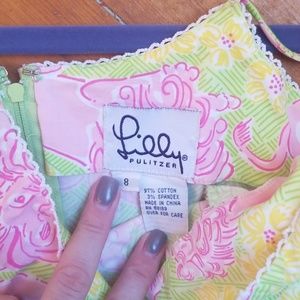 Lilly®
PULITZER
8
97% COTTON
3% SPANDEX
MADE IN CHINA
OVER FOR CARE